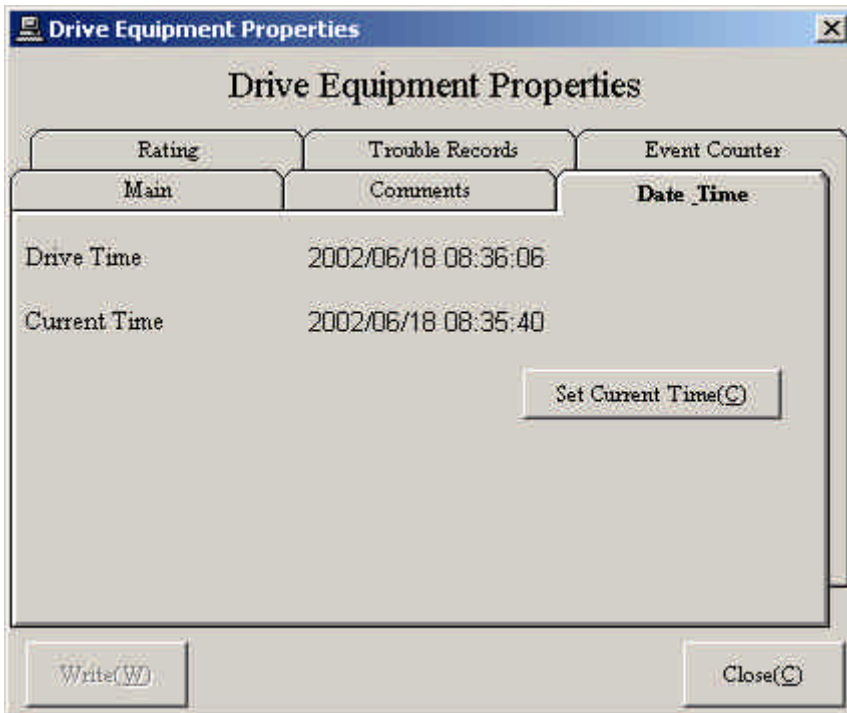 Drive Equipment Properties
Drive Equipment Properties
Rating Trouble Records Event Counter
Main Comments Date_Time
Drive Time 2002/06/18 08:36:06
Current Time 2002/06/18 08:35:40
Set Current Time(C)
Write(W) Close(C)